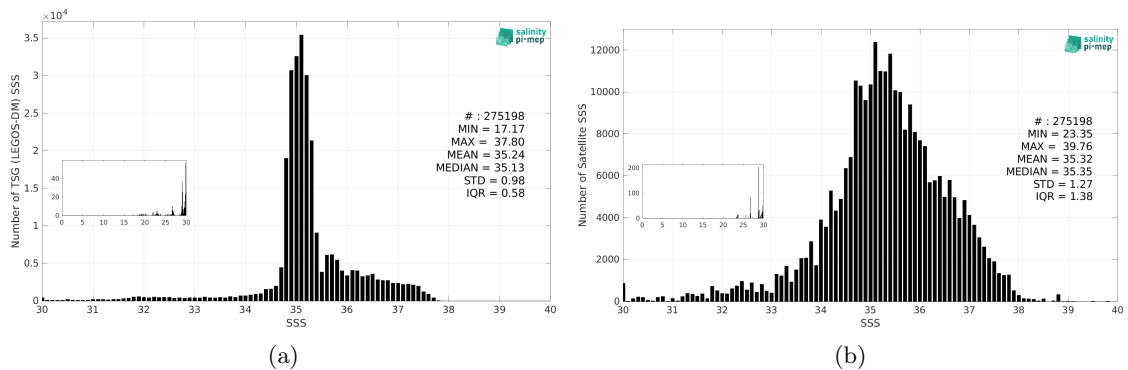 ×10⁴
4
3.5
3
2.5
2
1.5
1
0.5
0
Number of TSG (LEGOS-DM) SSS
salinity
pi-mep
# : 275198
MIN = 17.17
MAX = 37.80
MEAN = 35.24
MEDIAN = 35.13
STD = 0.98
IQR = 0.58
40
20
0
0 5 10 15 20 25 30
30 31 32 33 34 35 36 37 38 39 40
SSS
(a)
12000
10000
8000
6000
4000
2000
0
Number of Satellite SSS
salinity
pi-mep
# : 275198
MIN = 23.35
MAX = 39.76
MEAN = 35.32
MEDIAN = 35.35
STD = 1.27
IQR = 1.38
200
100
0
0 5 10 15 20 25 30
30 31 32 33 34 35 36 37 38 39 40
SSS
(b)